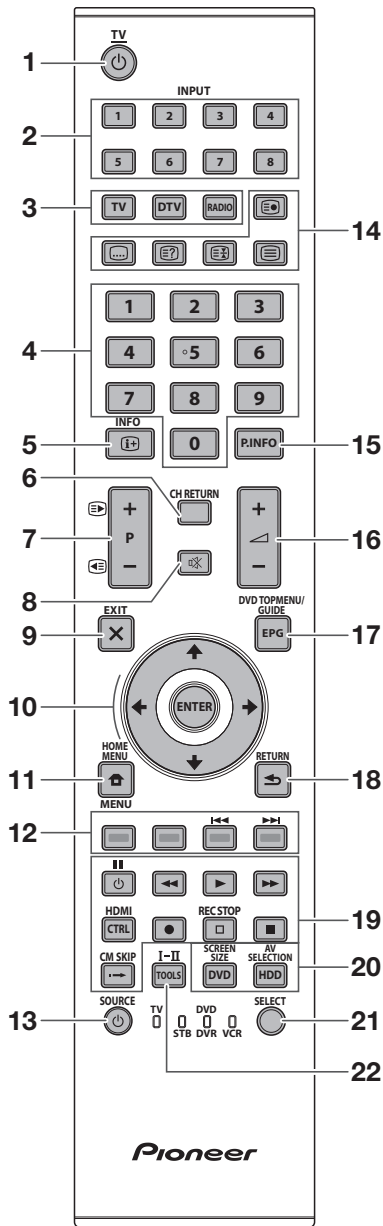 TV
1
INPUT
2
1 2 3 4
5 6 7 8
3
TV DTV RADIO
14
4
1 2 3
4 5 6
7 8 9
INFO
5
i+
0
P.INFO
15
6
CH RETURN
7
+
P
−
+
−
16
8
EXIT
9
DVD TOPMENU/
GUIDE
EPG
17
10
ENTER
HOME
MENU
11
MENU
RETURN
18
12
HDMI
CTRL
REC STOP
19
CM SKIP
I-II
TOOLS
SCREEN
SIZE
DVD
AV
SELECTION
HDD
20
SOURCE
13
TV
STB
DVD
DVR
VCR
SELECT
21
22
Pioneer